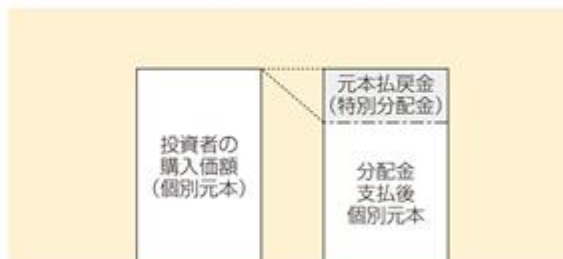 投資者の
購入価額
(個別元本)
元本払戻金
(特別分配金)
分配金
支払後
個別元本